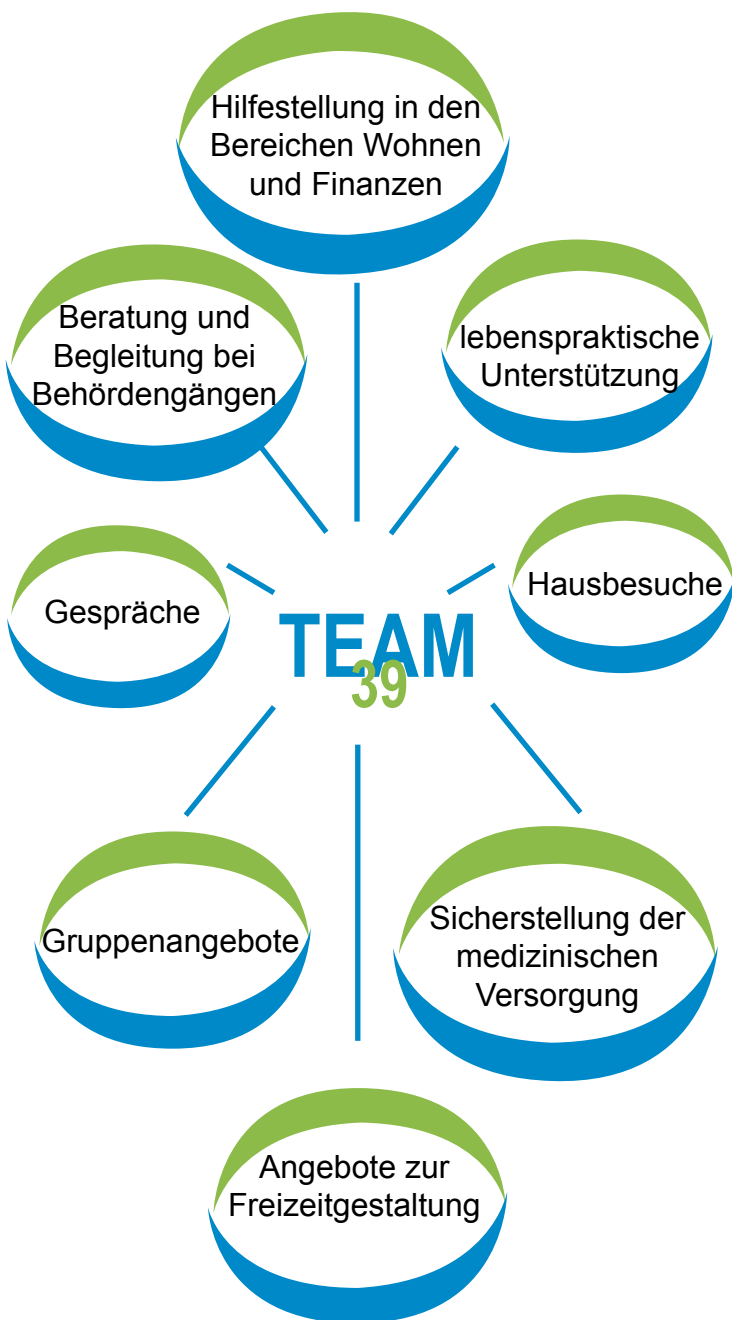 Hilfestellung in den
Bereichen Wohnen
und Finanzen
Beratung und
Begleitung bei
Behördengängen
lebenspraktische
Unterstützung
Gespräche
Hausbesuche
TEAM
39
Gruppenangebote
Sicherstellung der
medizinischen
Versorgung
Angebote zur
Freizeitgestaltung